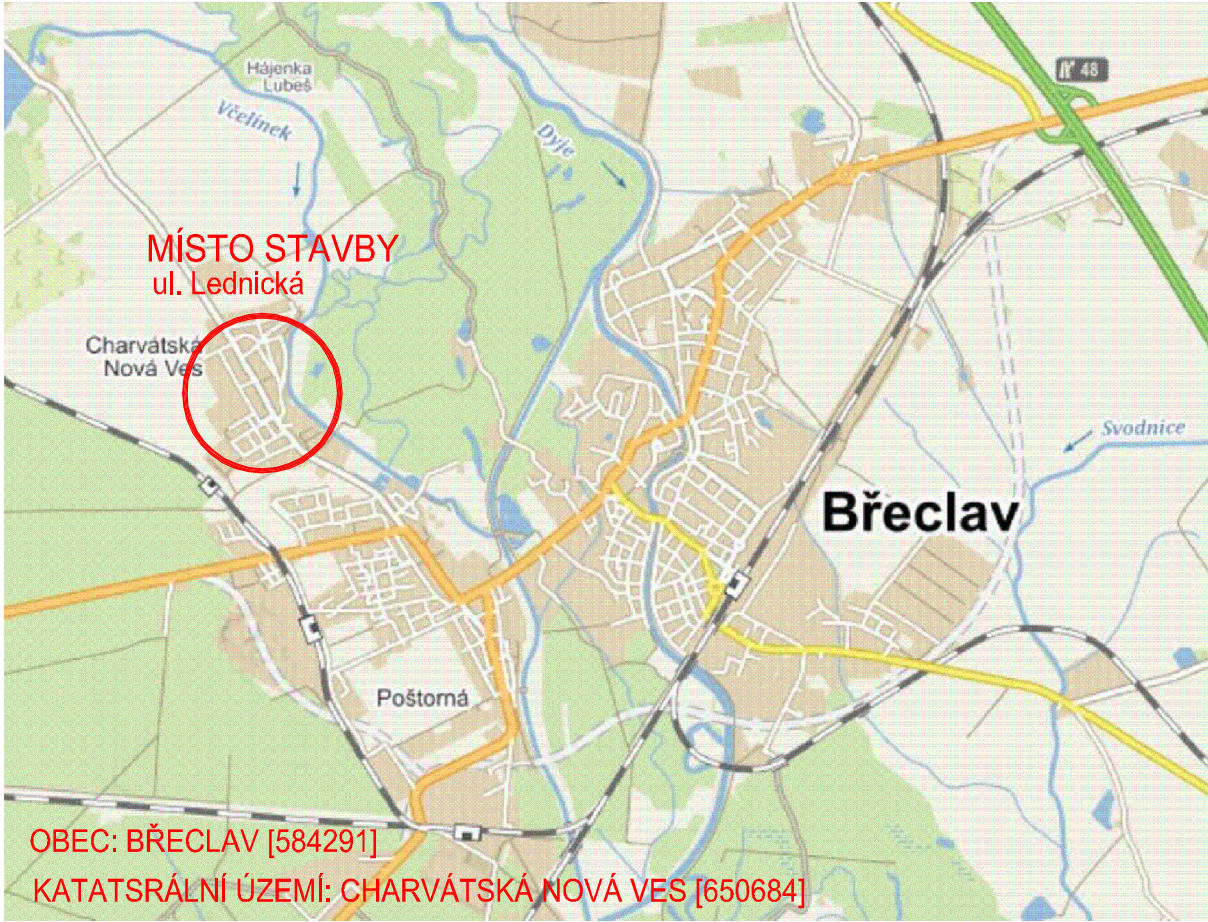 Hájenka
Lubeš
Včelínek
Dyje
48
MÍSTO STAVBY
ul. Lednická
Charvátská
Nová Ves
Svodnice
Břeclav
Poštorná
OBEC: BŘECLAV [584291]
KATATSRÁLNÍ ÚZEMÍ: CHARVÁTSKÁ NOVÁ VES [650684]